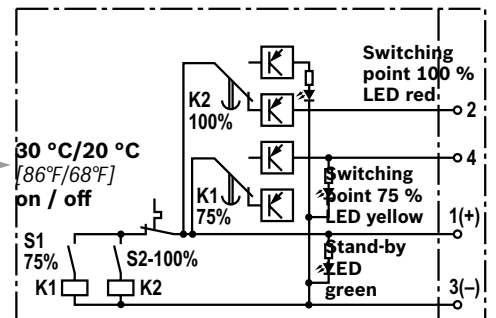 Switching
point 100 %
LED red
K2
100%
2
4
30 °C/20 °C
[86°F/68°F]
on / off
Switching
point 75 %
LED yellow
K1
75%
1(+)
S1
75%
S2-100%
Stand-by
LED
green
K1
K2
3(–)